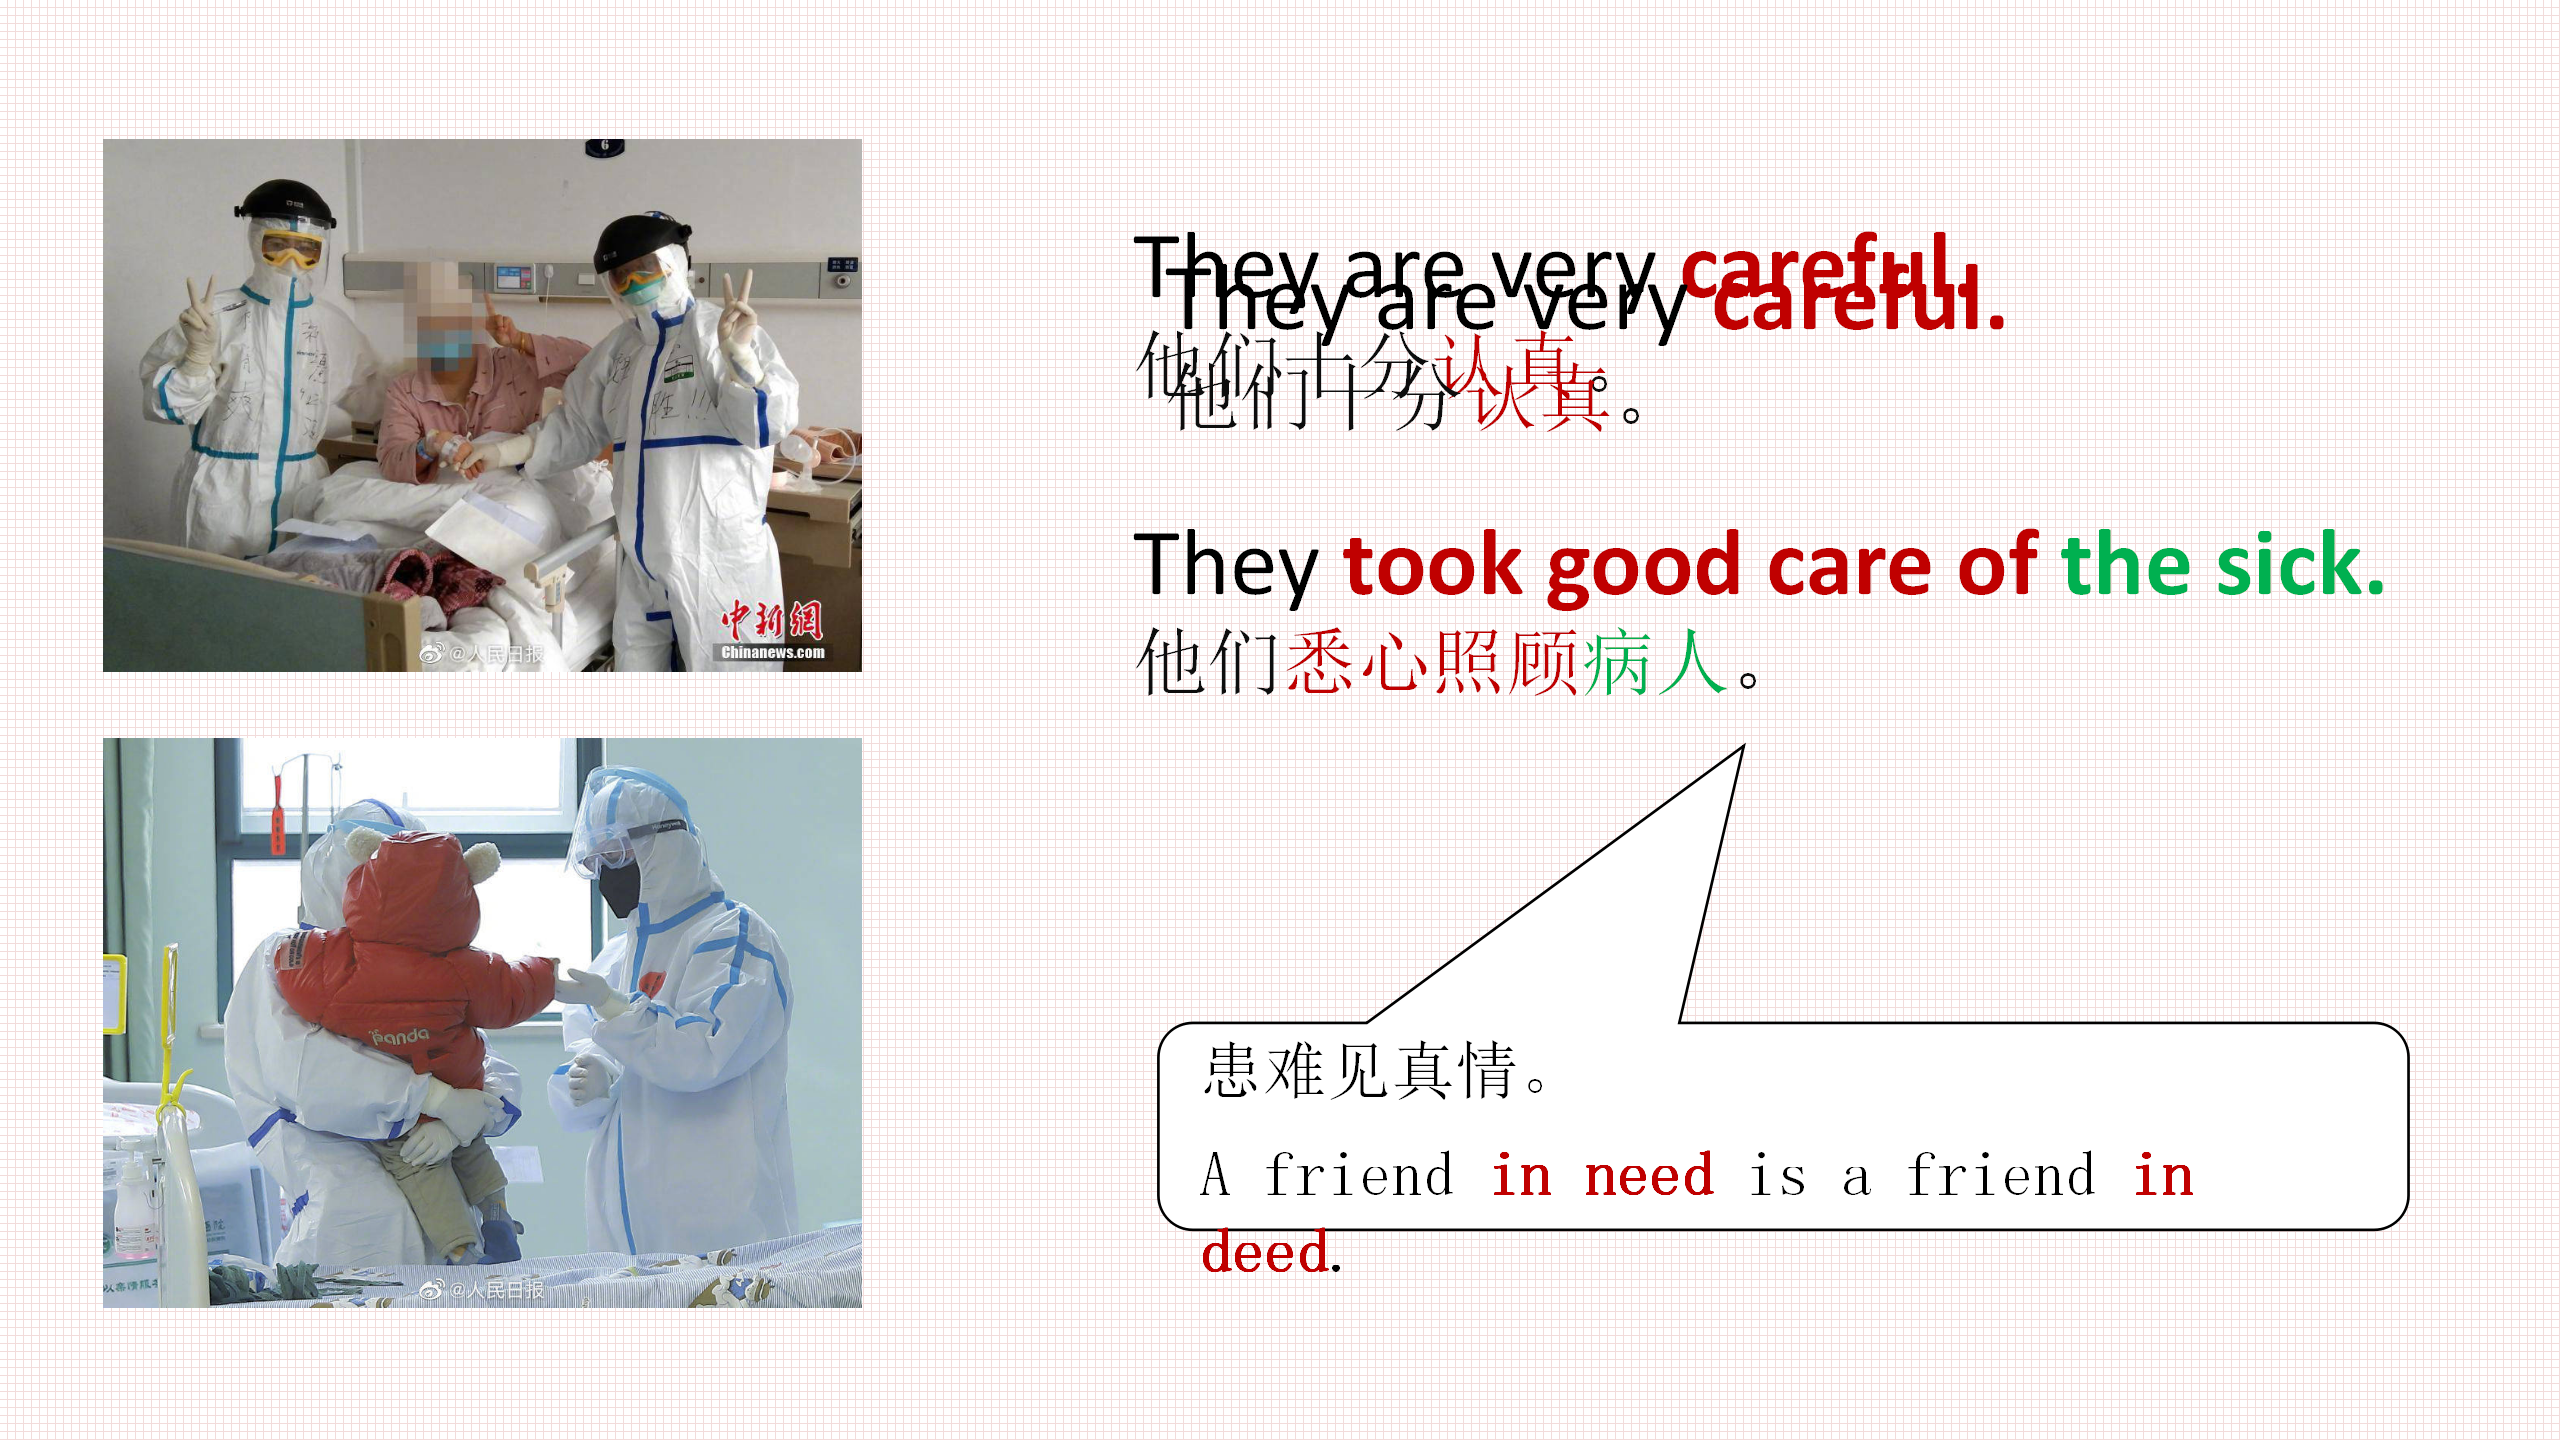 6
They are very careful.
They are very careful.
他们十分认真。
他们十分认真。
They took good care of the sick.
他们悉心照顾病人。
中新網
Chinanews.com
@人民日报
患难见真情。
A friend in need is a friend in
deed.
panda
@人民日报